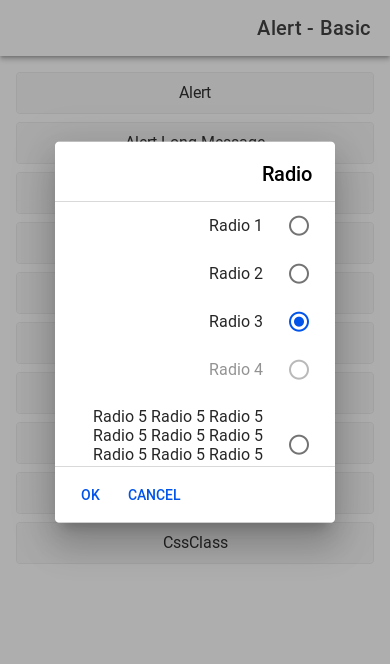 Alert - Basic
Alert
Alert Long Message
Radio
Radio 1
Radio 2
Radio 3
Radio 4
Radio 5 Radio 5 Radio 5
Radio 5 Radio 5 Radio 5
Radio 5 Radio 5 Radio 5
OK
CANCEL
CssClass